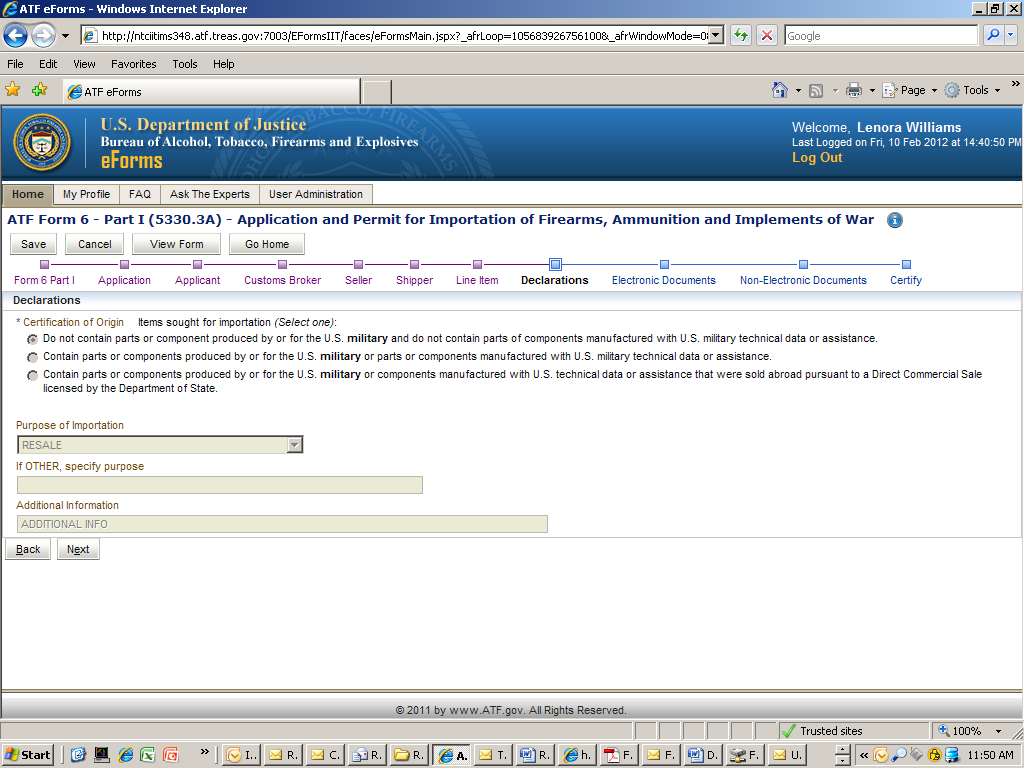 ATF eForms - Windows Internet Explorer
http://ntciitims348.atf.treas.gov:7003/EFormsIIT/faces/eFormsMain.jspx?_afrLoop=105683926756100&_afrWindowMode=0&
Google
File Edit View Favorites Tools Help
ATF eForms
Page Tools »
U.S. Department of Justice
Bureau of Alcohol, Tobacco, Firearms and Explosives
eForms
Welcome, Lenora Williams
Last Logged on Fri, 10 Feb 2012 at 14:40:50 PM
Log Out
Home My Profile FAQ Ask The Experts User Administration
ATF Form 6 - Part I (5330.3A) - Application and Permit for Importation of Firearms, Ammunition and Implements of War
Save Cancel View Form Go Home
Form 6 Part I Application Applicant Customs Broker Seller Shipper Line Item Declarations Electronic Documents Non-Electronic Documents Certify
Declarations
* Certification of Origin Items sought for importation (Select one):
Do not contain parts or component produced by or for the U.S. military and do not contain parts of components manufactured with U.S. military technical data or assistance.
Contain parts or components produced by or for the U.S. military or parts or components manufactured with U.S. military technical data or assistance.
Contain parts or components produced by or for the U.S. military or components manufactured with U.S. technical data or assistance that were sold abroad pursuant to a Direct Commercial Sale
licensed by the Department of State.
Purpose of Importation
RESALE
If OTHER, specify purpose
Additional Information
ADDITIONAL INFO
Back Next
© 2011 by www.ATF.gov. All Rights Reserved.
Trusted sites 100%
Start » I.. R. C. R. R. A. T. R. h. F. F. D. F. U. « 11:50 AM